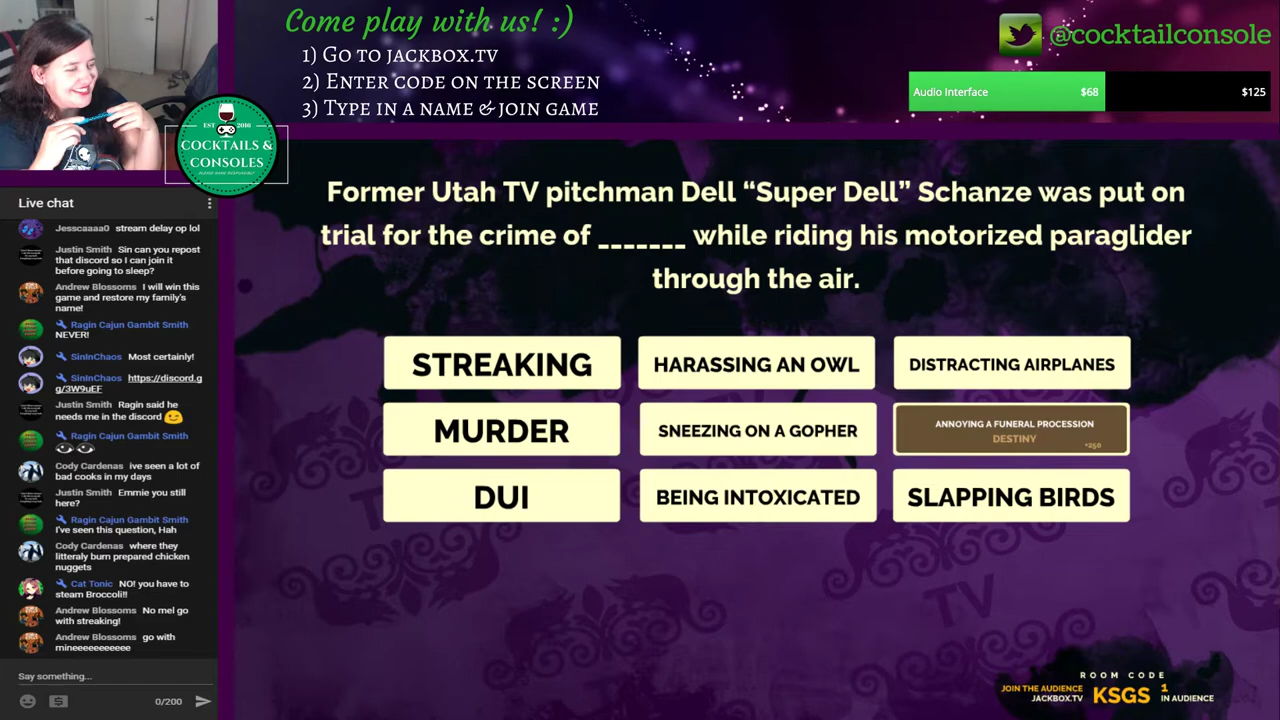 Come play with us! :)
1) Go to jackbox.tv
2) Enter code on the screen
3) Type in a name & join game
@cocktailconsole
Audio Interface $68 $125
EST 2016
COCKTAILS &
CONSOLES
PLEASE GAME RESPONSIBLY
Live chat
Jesscaaaa0 stream delay op lol
Justin Smith Sin can you repost
that discord so I can join it
before going to sleep?
Andrew Blossoms I will win this
game and restore my family's
name!
Ragin Cajun Gambit Smith
NEVER!
SinInChaos Most certainly!
SinInChaos https://discord.g
g/3W9uEF
Justin Smith Ragin said he
needs me in the discord 😉
Ragin Cajun Gambit Smith
👀 👀
Cody Cardenas ive seen a lot of
bad cooks in my days
Justin Smith Emmie you still
here?
Ragin Cajun Gambit Smith
I've seen this question, Hah
Cody Cardenas where they
litteraly burn prepared chicken
nuggets
Cat Tonic NO! you have to
steam Broccoli!!
Andrew Blossoms No mel go
with streaking!
Andrew Blossoms go with
mineeeeeeeeeee
Say something...
0/200
Former Utah TV pitchman Dell “Super Dell” Schanze was put on
trial for the crime of _______ while riding his motorized paraglider
through the air.
STREAKING
HARASSING AN OWL
DISTRACTING AIRPLANES
MURDER
SNEEZING ON A GOPHER
ANNOYING A FUNERAL PROCESSION
DESTINY
+250
DUI
BEING INTOXICATED
SLAPPING BIRDS
TV
ROOM CODE
JOIN THE AUDIENCE
JACKBOX.TV
KSGS
1
IN AUDIENCE